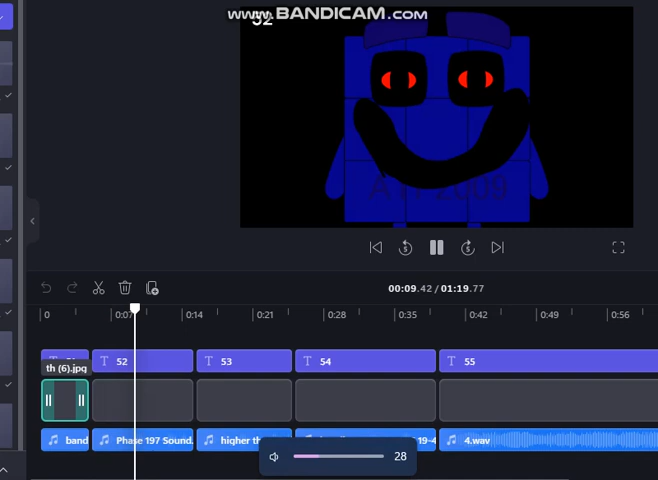 www.BANDICAM.com
52
00:09.42 / 01:19.77
0
0:07
0:14
0:21
0:28
0:35
0:42
0:49
0:56
52
53
54
55
th (6).jpg
band
Phase 197 Sound.
higher th
19-4
4.wav
28